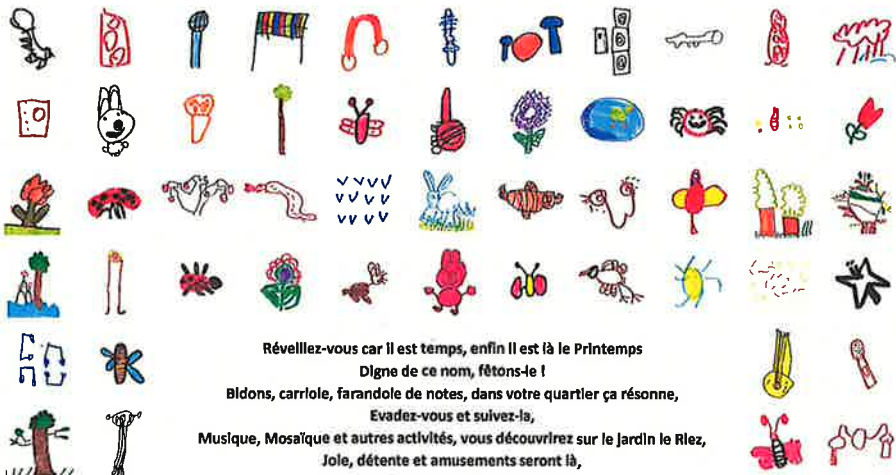 Réveillez-vous car il est temps, enfin il est là le Printemps
Digne de ce nom, fêtons-le !
Bidons, carriole, farandole de notes, dans votre quartier ça résonne,
Evadez-vous et suivez-la,
Musique, Mosaïque et autres activités, vous découvrirez sur le jardin le Riez,
Joie, détente et amusements seront là,